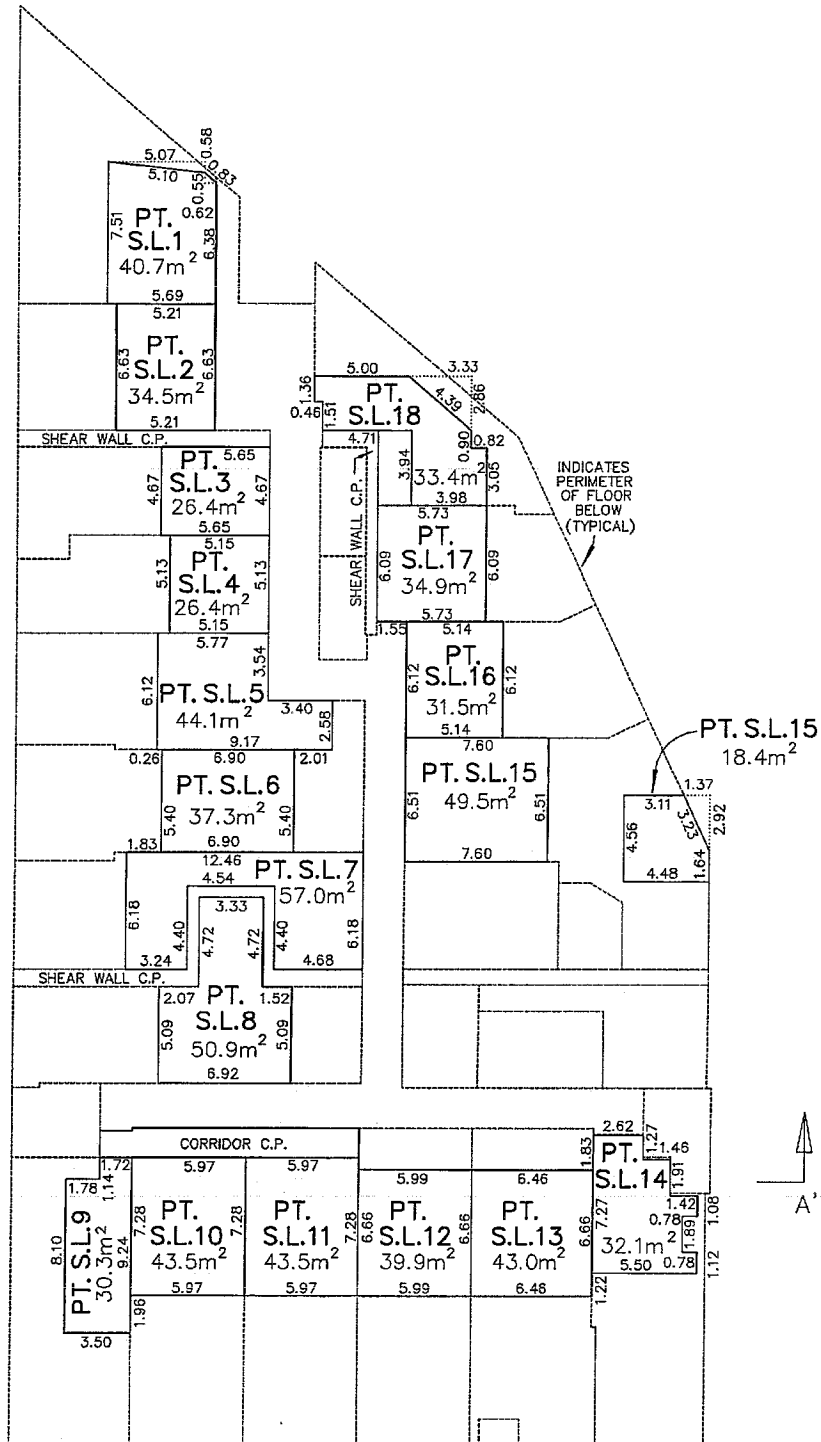 0.58
5.07
0.83
5.10
0.55
0.62
7.51
PT.
S.L.1
40.7m²
6.38
5.69
5.21
6.63
PT.
S.L.2
34.5m²
6.63
5.21
SHEAR WALL C.P.
5.65
4.67
PT.
S.L.3
26.4m²
4.67
5.65
5.15
5.13
PT.
S.L.4
26.4m²
5.13
5.15
5.77
3.54
6.12
PT. S.L.5
44.1m²
3.40
2.58
9.17
0.26
6.90
2.01
PT. S.L.6
37.3m²
5.40
5.40
1.83
6.90
12.46
4.54
PT. S.L.7
57.0m²
3.33
6.18
4.40
4.72
4.72
4.40
6.18
3.24
4.68
SHEAR WALL C.P.
2.07
1.52
PT.
S.L.8
50.9m²
5.09
5.09
6.92
5.00
3.33
1.36
0.46
1.51
PT.
S.L.18
4.39
2.86
4.71
0.90
0.82
3.94
33.4m²
3.05
3.98
SHEAR WALL C.P.
INDICATES
PERIMETER
OF FLOOR
BELOW
(TYPICAL)
5.73
6.09
PT.
S.L.17
34.9m²
6.09
5.73
1.55
5.14
6.12
PT.
S.L.16
31.5m²
6.12
5.14
7.60
PT. S.L.15
49.5m²
6.51
6.51
7.60
PT. S.L.15
18.4m²
1.37
3.11
3.23
2.92
4.56
1.64
4.48
CORRIDOR C.P.
1.72
1.14
1.78
8.10
PT. S.L.9
30.3m²
9.24
3.50
1.96
5.97
7.28
PT.
S.L.10
43.5m²
7.28
5.97
5.97
PT.
S.L.11
43.5m²
7.28
5.97
5.99
6.66
PT.
S.L.12
39.9m²
6.66
5.99
6.46
PT.
S.L.13
43.0m²
6.66
6.46
1.83
2.62
1.27
1.46
PT.
S.L.14
1.91
1.42
0.78
1.08
7.27
32.1m²
1.89
0.78
1.12
5.50
1.22
A'